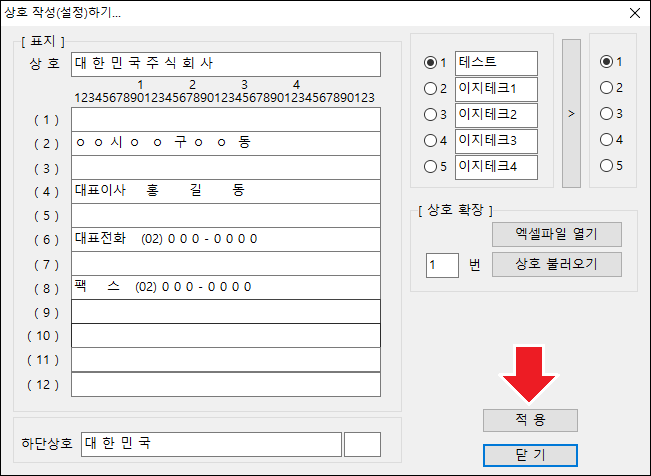 상호 작성(설정)하기...
[ 표지 ]
상 호 대 한 민 국 주 식 회 사
1 2 3 4
1234567890123456789012345678901234567890123
( 1 )
( 2 ) ㅇ ㅇ 시 ㅇ ㅇ 구 ㅇ ㅇ 동
( 3 )
( 4 ) 대표이사 홍 길 동
( 5 )
( 6 ) 대표전화 (02) 0 0 0 - 0 0 0 0
( 7 )
( 8 ) 팩 스 (02) 0 0 0 - 0 0 0 0
( 9 )
( 10 )
( 11 )
( 12 )
하단상호 대 한 민 국
1 테스트
2 이지테크1
3 이지테크2
4 이지테크3
5 이지테크4
>
1
2
3
4
5
[ 상호 확장 ]
엑셀파일 열기
1 번 상호 불러오기
적 용
닫 기